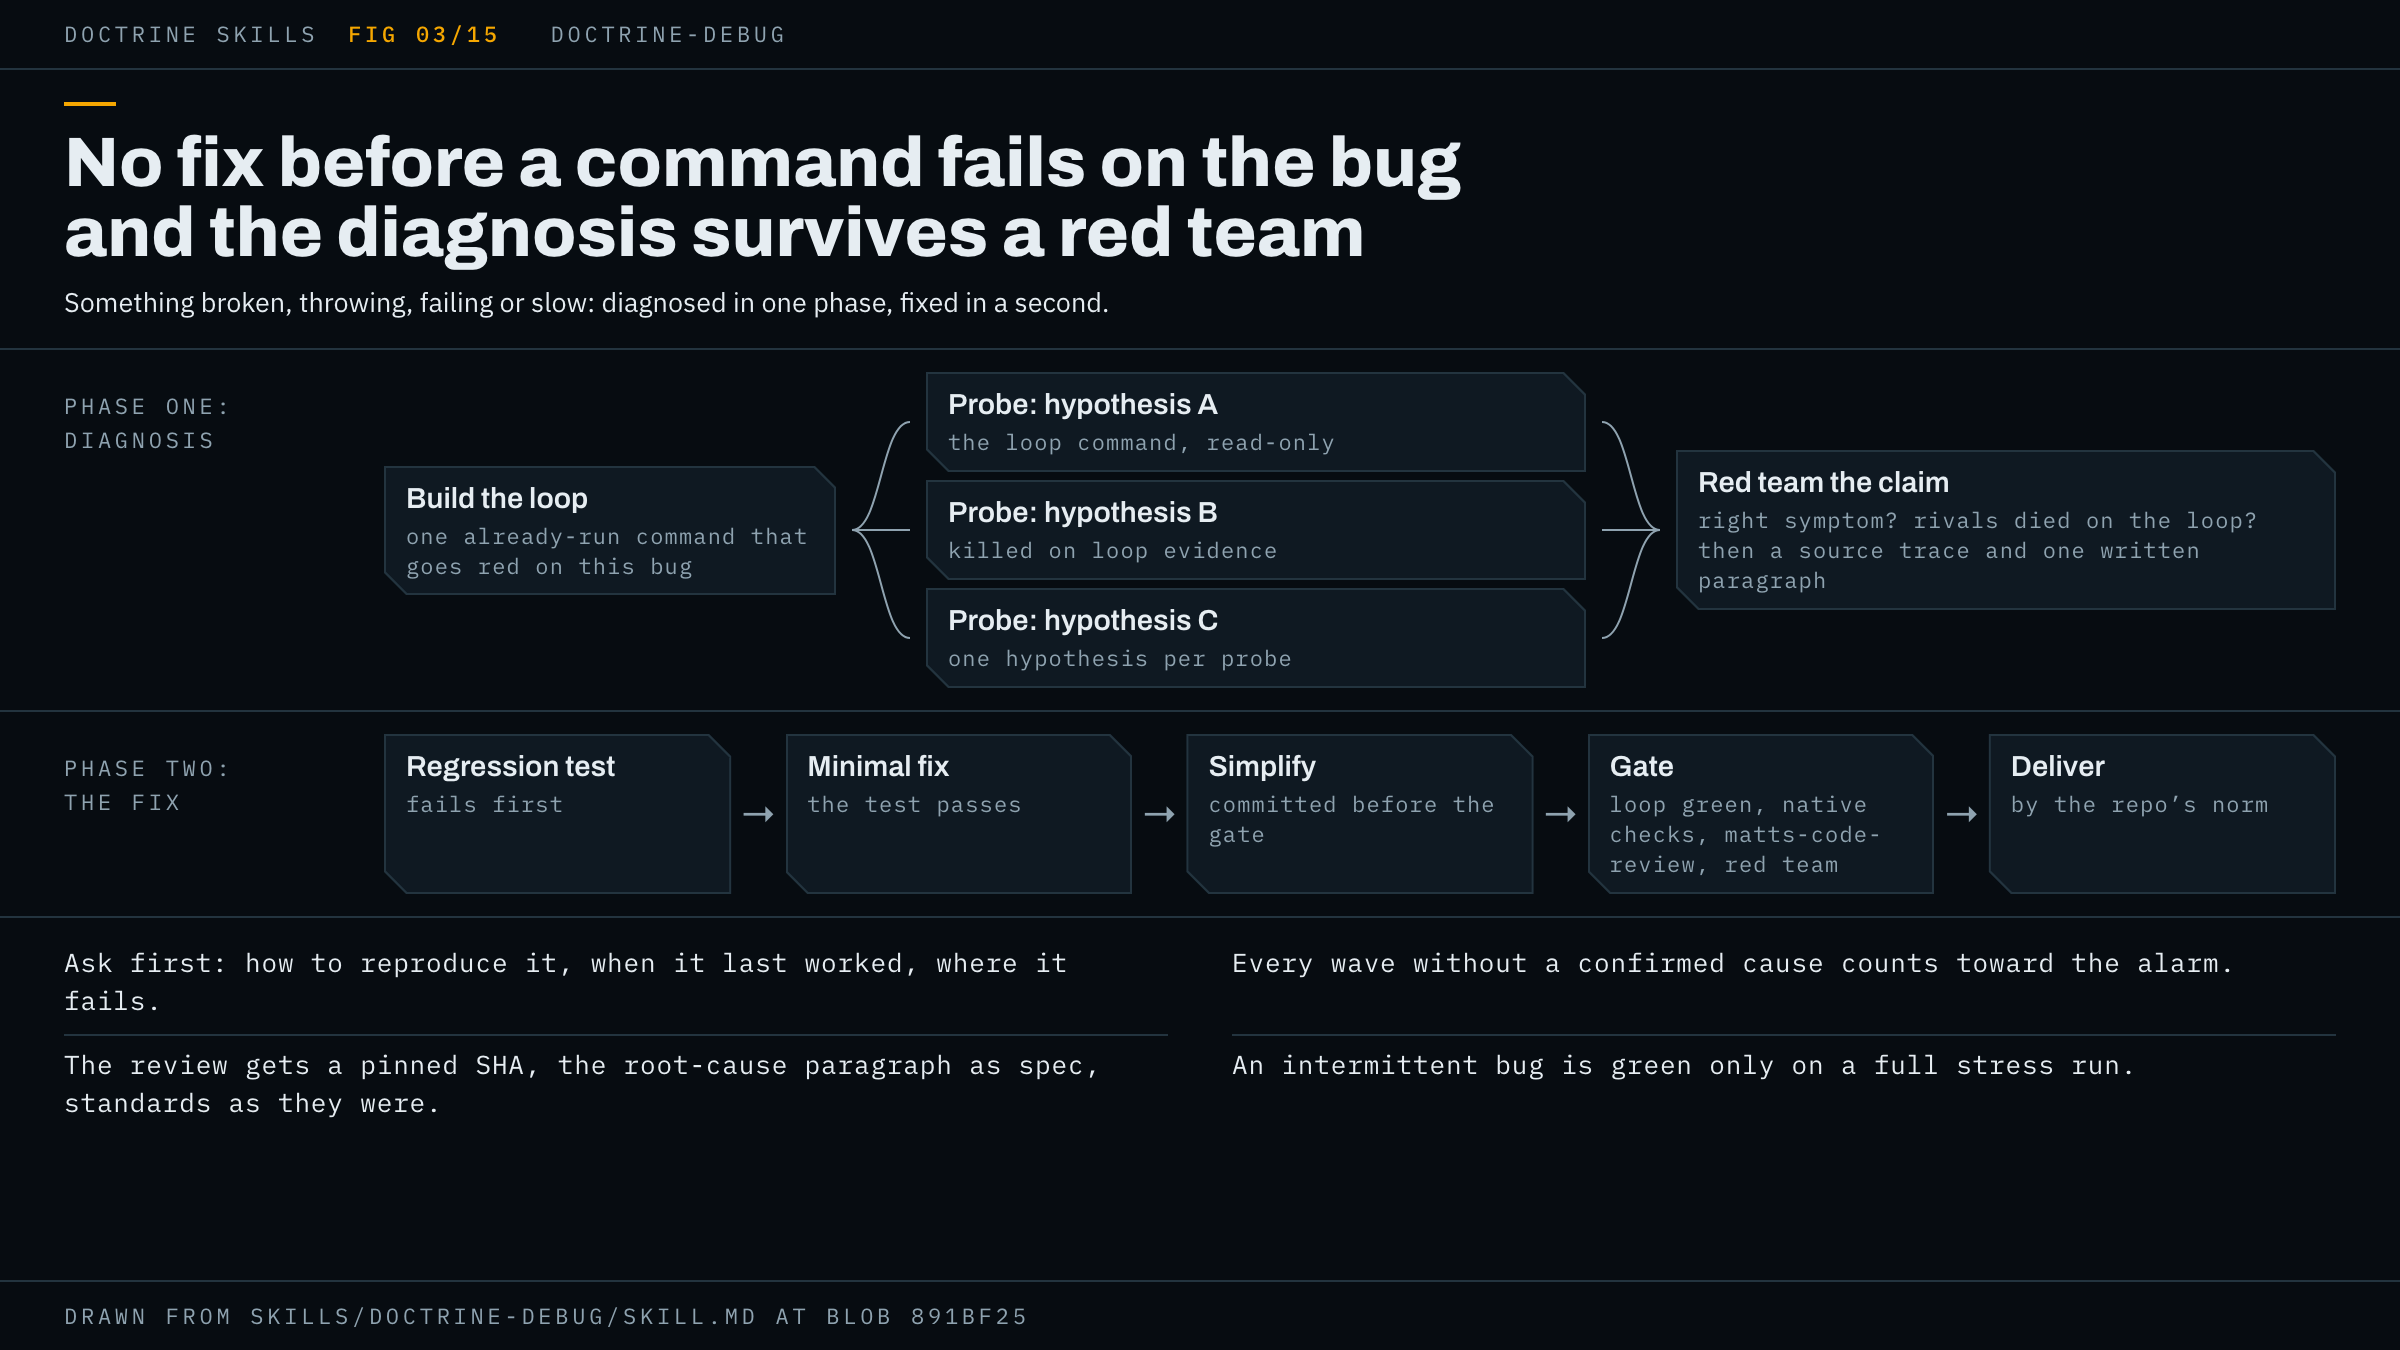 DOCTRINE SKILLS FIG 03/15 DOCTRINE-DEBUG
No fix before a command fails on the bug
and the diagnosis survives a red team
Something broken, throwing, failing or slow: diagnosed in one phase, fixed in a second.
PHASE ONE:
DIAGNOSIS
Build the loop
one already-run command that
goes red on this bug
Probe: hypothesis A
the loop command, read-only
Probe: hypothesis B
killed on loop evidence
Probe: hypothesis C
one hypothesis per probe
Red team the claim
right symptom? rivals died on the loop?
then a source trace and one written
paragraph
PHASE TWO:
THE FIX
Regression test
fails first
Minimal fix
the test passes
Simplify
committed before the
gate
Gate
loop green, native
checks, matts-code-
review, red team
Deliver
by the repo’s norm
Ask first: how to reproduce it, when it last worked, where it
fails.
Every wave without a confirmed cause counts toward the alarm.
The review gets a pinned SHA, the root-cause paragraph as spec,
standards as they were.
An intermittent bug is green only on a full stress run.
DRAWN FROM SKILLS/DOCTRINE-DEBUG/SKILL.MD AT BLOB 891BF25